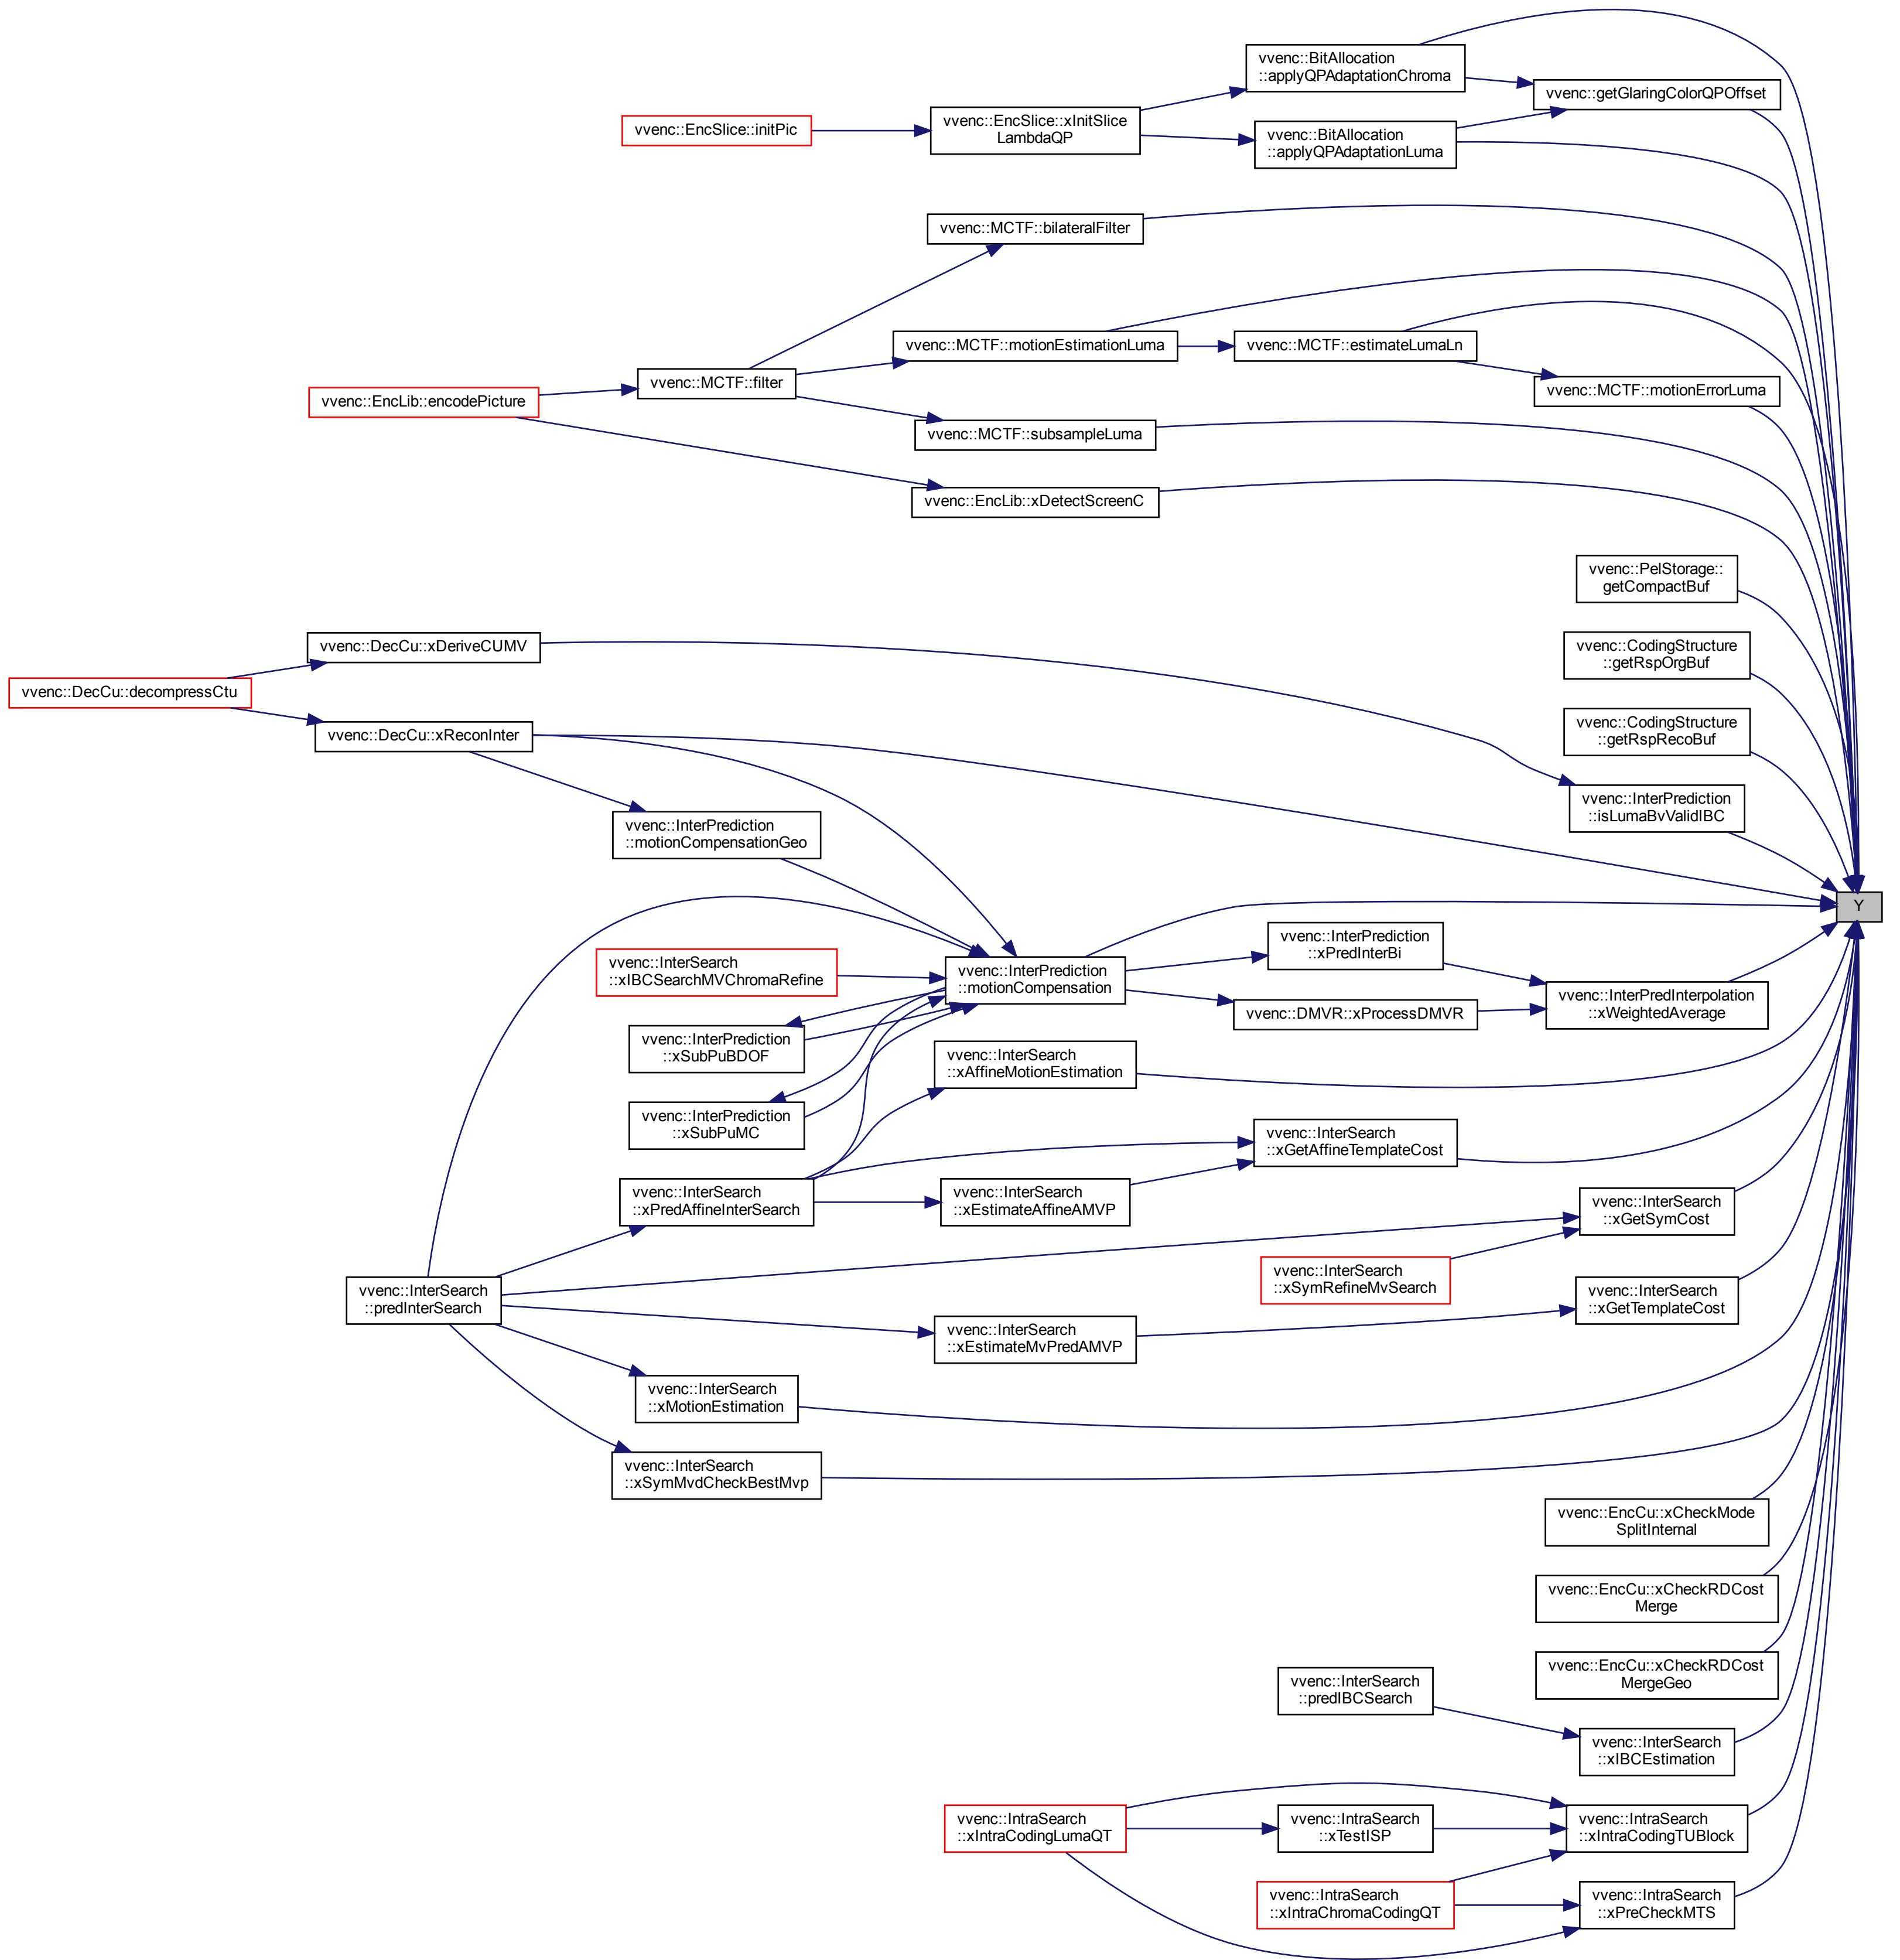 vvenc::BitAllocation
::applyQPAdaptationChroma
vvenc::getGlaringColorQPOffset
vvenc::EncSlice::initPic
vvenc::EncSlice::xInitSlice
LambdaQP
vvenc::BitAllocation
::applyQPAdaptationLuma
vvenc::MCTF::bilateralFilter
vvenc::MCTF::motionEstimationLuma
vvenc::MCTF::estimateLumaLn
vvenc::MCTF::filter
vvenc::MCTF::motionErrorLuma
vvenc::EncLib::encodePicture
vvenc::MCTF::subsampleLuma
vvenc::EncLib::xDetectScreenC
vvenc::PelStorage::
getCompactBuf
vvenc::DecCu::xDeriveCUMV
vvenc::CodingStructure
::getRspOrgBuf
vvenc::DecCu::decompressCtu
vvenc::DecCu::xReconInter
vvenc::CodingStructure
::getRspRecoBuf
vvenc::InterPrediction
::isLumaBvValidIBC
vvenc::InterPrediction
::motionCompensationGeo
Y
vvenc::InterPrediction
::xPredInterBi
vvenc::InterSearch
::xIBCSearchMVChromaRefine
vvenc::InterPrediction
::motionCompensation
vvenc::InterPredInterpolation
::xWeightedAverage
vvenc::DMVR::xProcessDMVR
vvenc::InterPrediction
::xSubPuBDOF
vvenc::InterSearch
::xAffineMotionEstimation
vvenc::InterPrediction
::xSubPuMC
vvenc::InterSearch
::xGetAffineTemplateCost
vvenc::InterSearch
::xPredAffineInterSearch
vvenc::InterSearch
::xEstimateAffineAMVP
vvenc::InterSearch
::xGetSymCost
vvenc::InterSearch
::xSymRefineMvSearch
vvenc::InterSearch
::predInterSearch
vvenc::InterSearch
::xGetTemplateCost
vvenc::InterSearch
::xEstimateMvPredAMVP
vvenc::InterSearch
::xMotionEstimation
vvenc::InterSearch
::xSymMvdCheckBestMvp
vvenc::EncCu::xCheckMode
SplitInternal
vvenc::EncCu::xCheckRDCost
Merge
vvenc::EncCu::xCheckRDCost
MergeGeo
vvenc::InterSearch
::predIBCSearch
vvenc::InterSearch
::xIBCEstimation
vvenc::IntraSearch
::xIntraCodingLumaQT
vvenc::IntraSearch
::xTestISP
vvenc::IntraSearch
::xIntraCodingTUBlock
vvenc::IntraSearch
::xIntraChromaCodingQT
vvenc::IntraSearch
::xPreCheckMTS